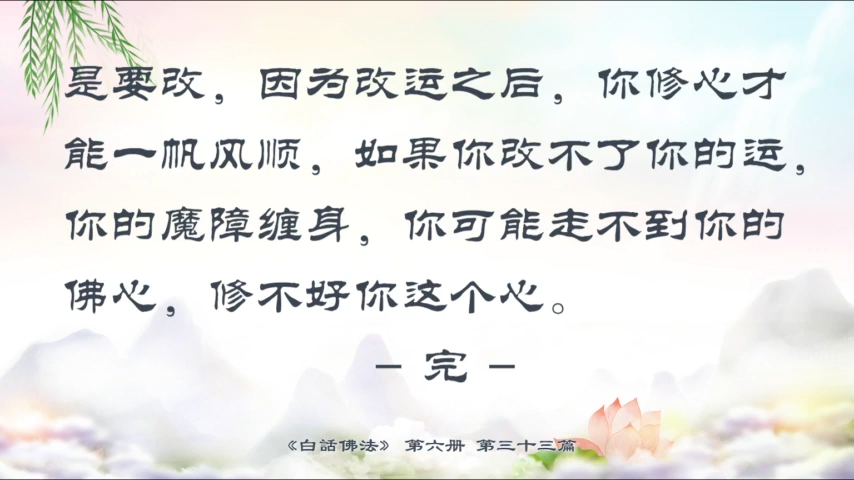 是要改，因为改运之后，你修心才
能一帆风顺，如果你改不了你的运，
你的魔障缠身，你可能走不到你的
佛心，修不好你这个心。
– 完 –
《白話佛法》 第六册 第三十三篇